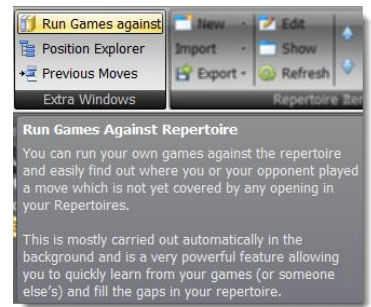 Run Games against
Position Explorer
Previous Moves
Extra Windows
New
Edit
Import
Show
Export
Refresh
Repertoire Iter
Run Games Against Repertoire
You can run your own games against the repertoire
and easily find out where you or your opponent played
a move which is not yet covered by any opening in
your Repertoires.
This is mostly carried out automatically in the
background and is a very powerful feature allowing
you to quickly learn from your games (or someone
else's) and fill the gaps in your repertoire.